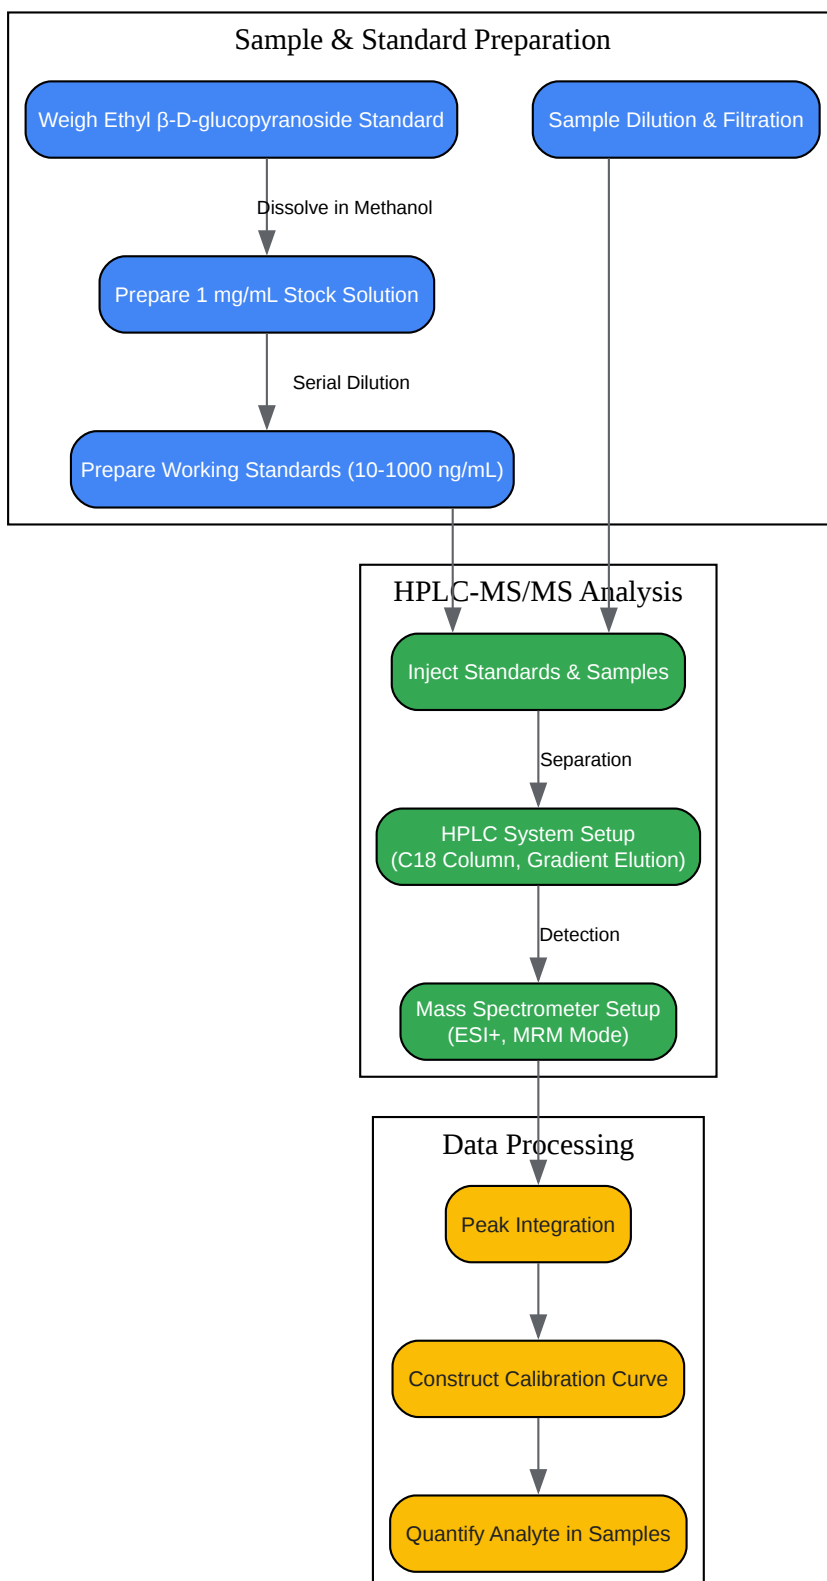 Sample & Standard Preparation
Weigh Ethyl β-D-glucopyranoside Standard
Sample Dilution & Filtration
Dissolve in Methanol
Prepare 1 mg/mL Stock Solution
Serial Dilution
Prepare Working Standards (10-1000 ng/mL)
HPLC-MS/MS Analysis
Inject Standards & Samples
Separation
HPLC System Setup
(C18 Column, Gradient Elution)
Detection
Mass Spectrometer Setup
(ESI+, MRM Mode)
Data Processing
Peak Integration
Construct Calibration Curve
Quantify Analyte in Samples